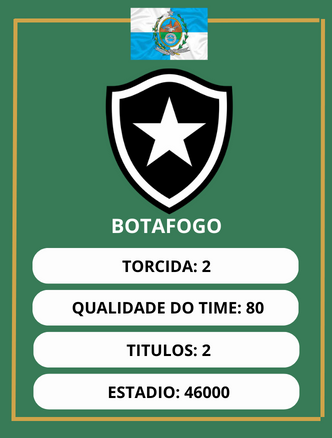 BOTAFOGO
TORCIDA: 2
QUALIDADE DO TIME: 80
TITULOS: 2
ESTADIO: 46000